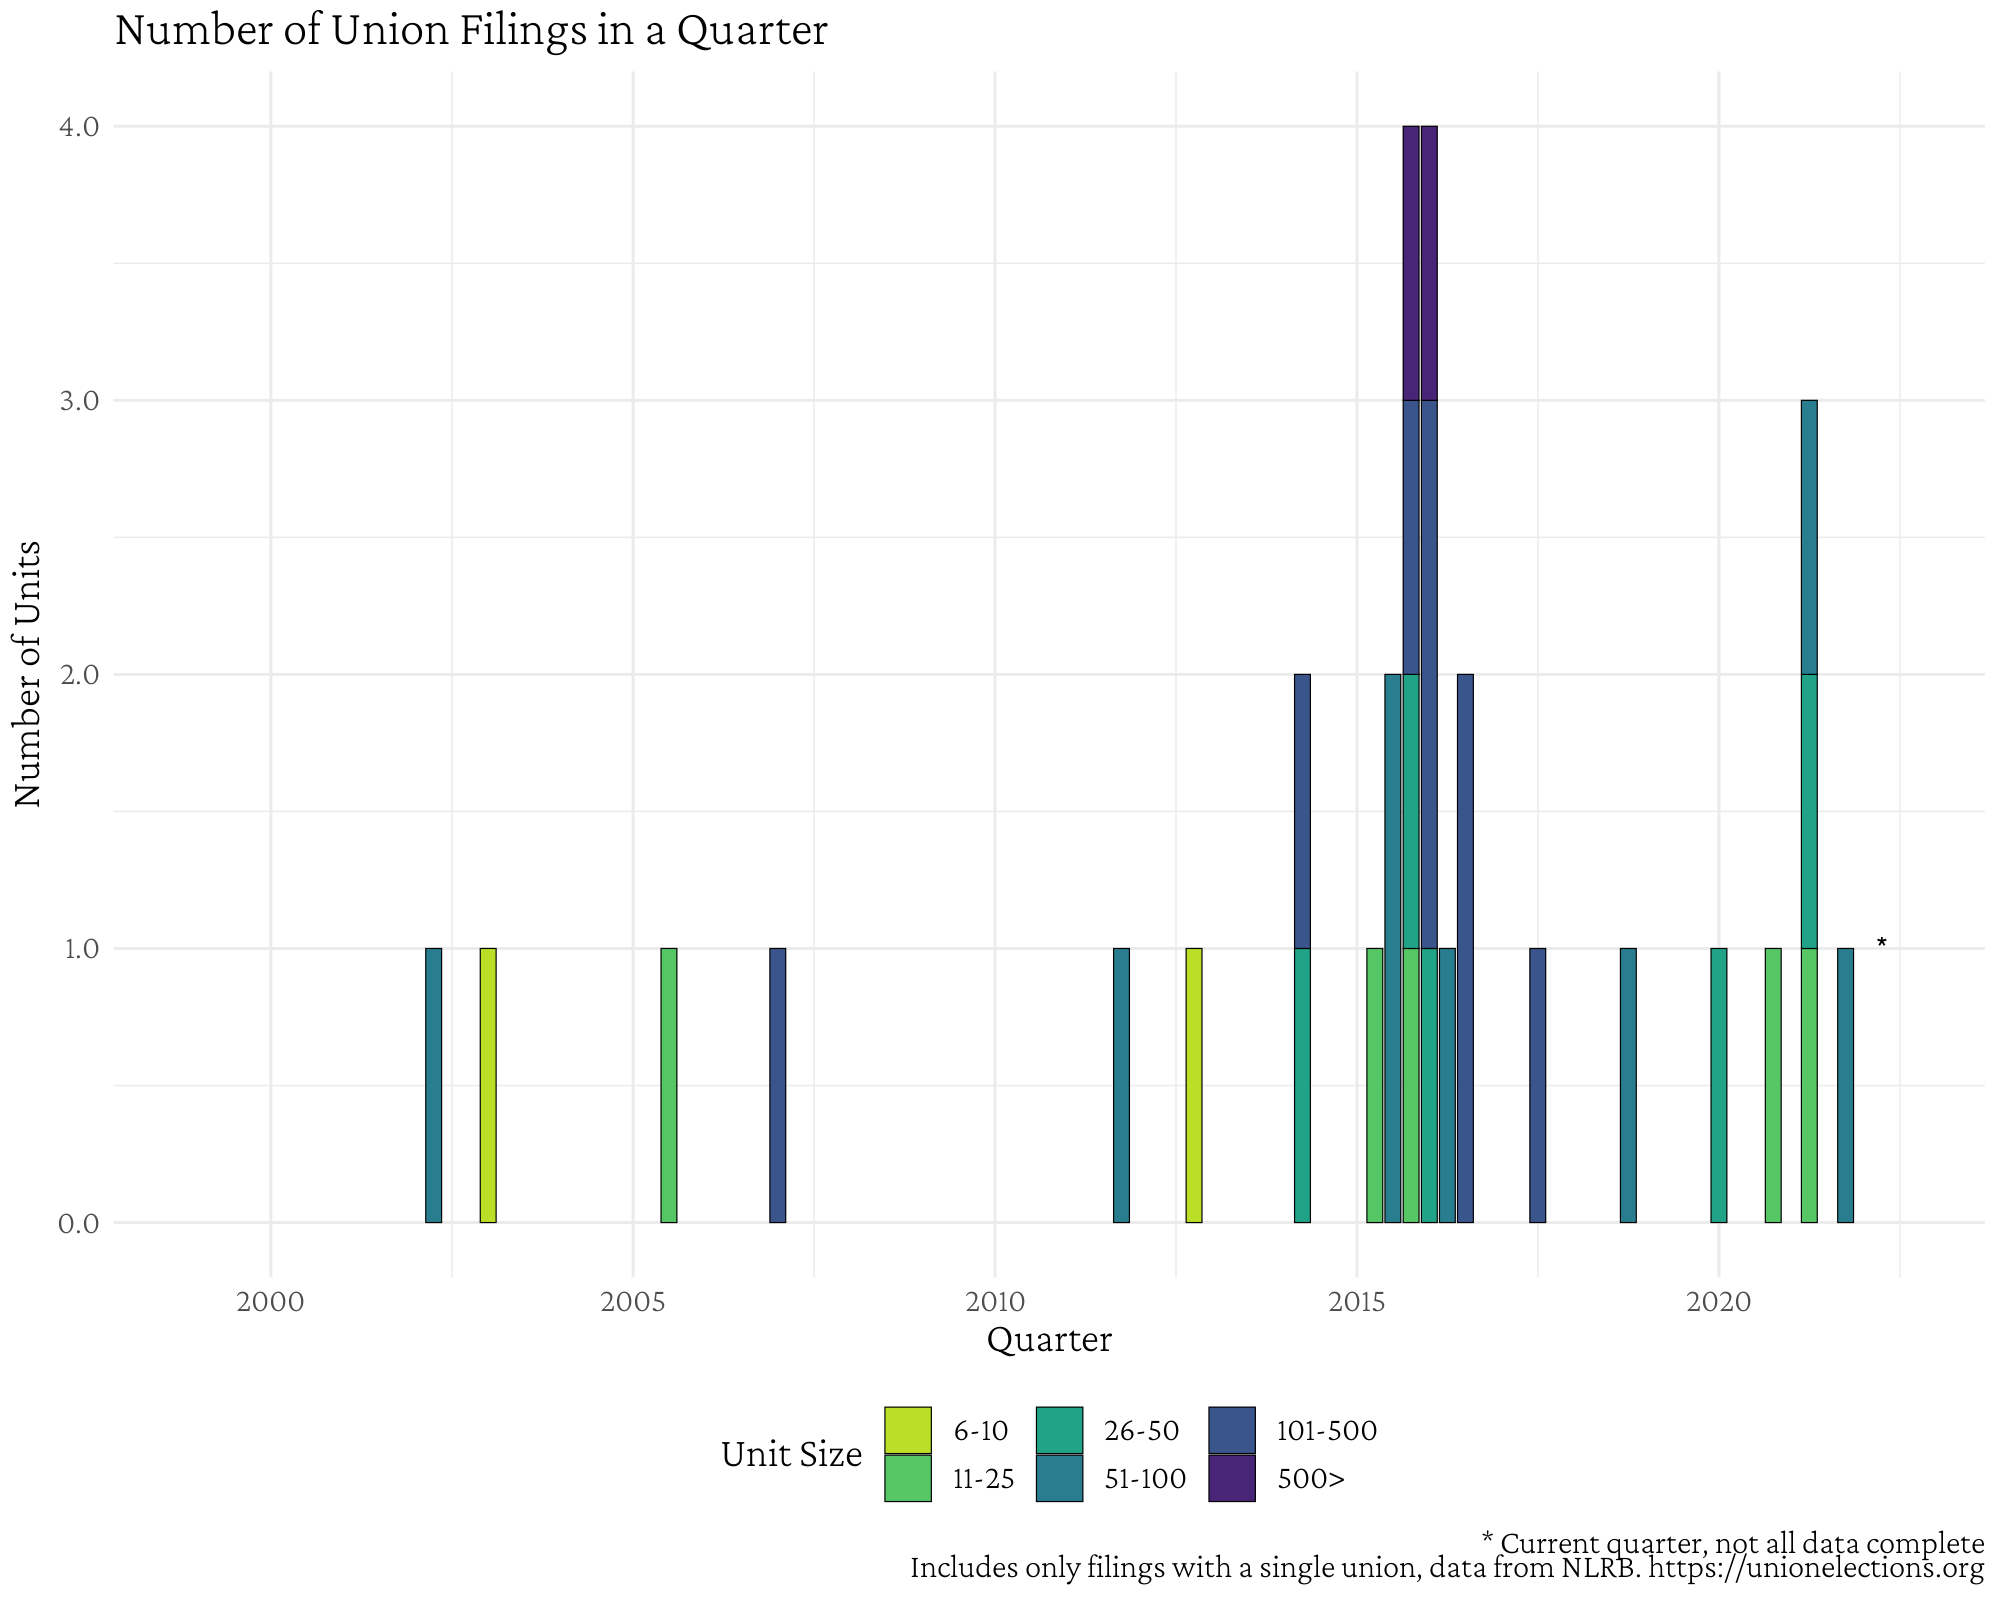 Number of Union Filings in a Quarter
4.0
3.0
2.0
1.0
0.0
Number of Units
*
2000 2005 2010 2015 2020
Quarter
Unit Size
6-10 26-50 101-500
11-25 51-100 500>
* Current quarter, not all data complete
Includes only filings with a single union, data from NLRB. https://unionelections.org